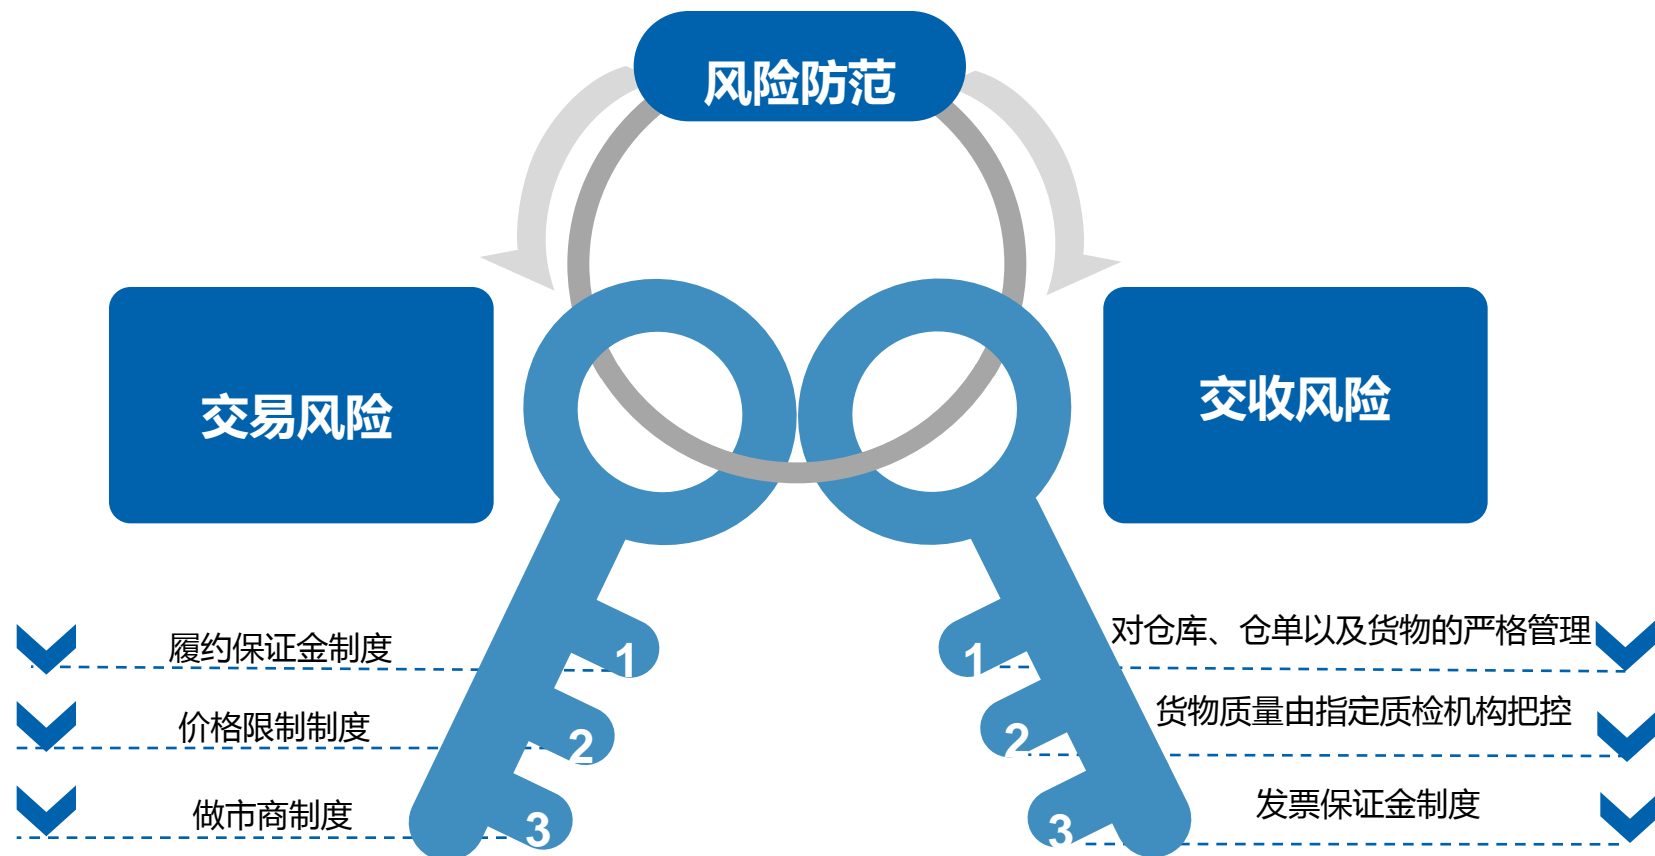 风险防范
交易风险
交收风险
履约保证金制度
1
价格限制制度
2
做市商制度
3
1
对仓库、仓单以及货物的严格管理
2
货物质量由指定质检机构把控
3
发票保证金制度